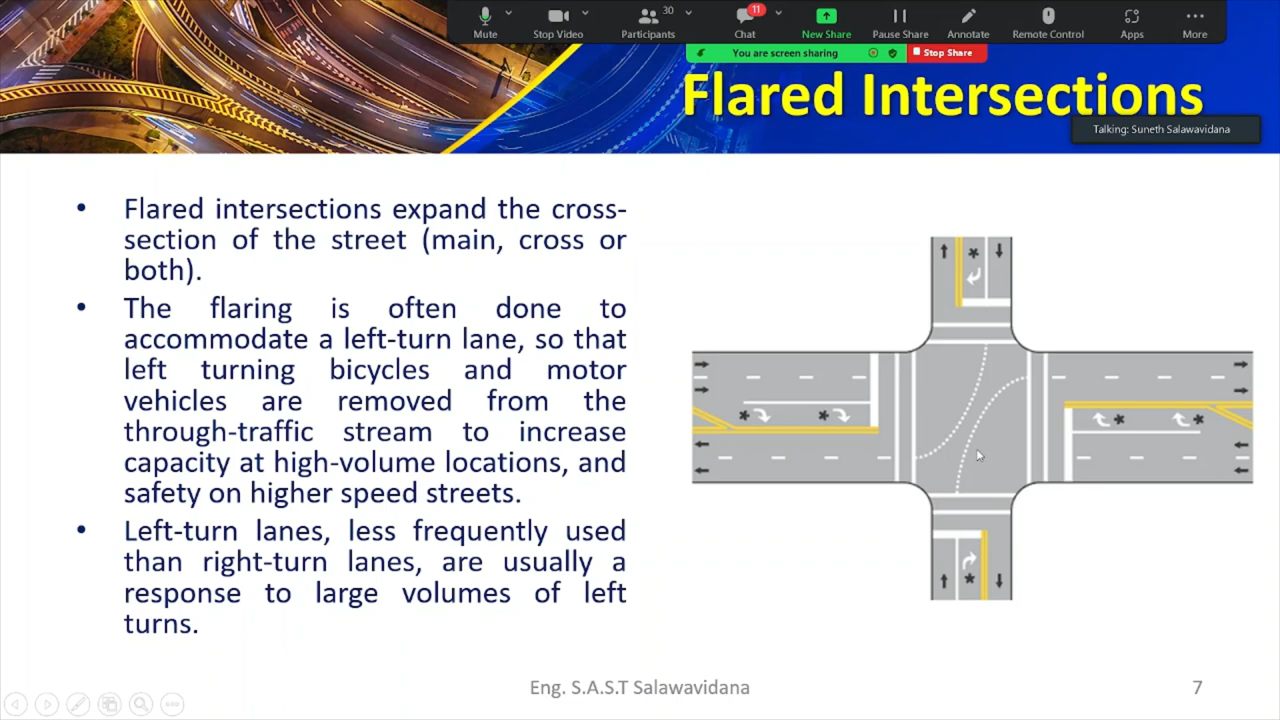 Mute
Stop Video
Participants
30
Chat
11
New Share
Pause Share
Annotate
Remote Control
Apps
More
You are screen sharing
Stop Share
Flared Intersections
Talking: Suneth Salawavidana
• Flared intersections expand the cross-
section of the street (main, cross or
both).
• The flaring is often done to
accommodate a left-turn lane, so that
left turning bicycles and motor
vehicles are removed from the
through-traffic stream to increase
capacity at high-volume locations, and
safety on higher speed streets.
• Left-turn lanes, less frequently used
than right-turn lanes, are usually a
response to large volumes of left
turns.
Eng. S.A.S.T Salawavidana
7